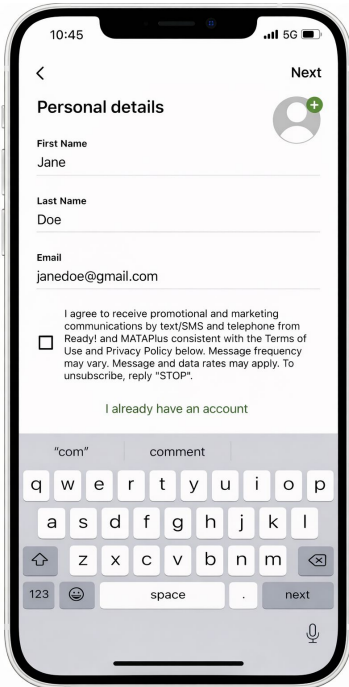 10:45 5G
Next
Personal details
First Name
Jane
Last Name
Doe
Email
janedoe@gmail.com
I agree to receive promotional and marketing
communications by text/SMS and telephone from
Ready! and MATAPlus consistent with the Terms of
Use and Privacy Policy below. Message frequency
may vary. Message and data rates may apply. To
unsubscribe, reply "STOP".
I already have an account
"com" comment
q w e r t y u i o p
a s d f g h j k l
z x c v b n m
123 space . next